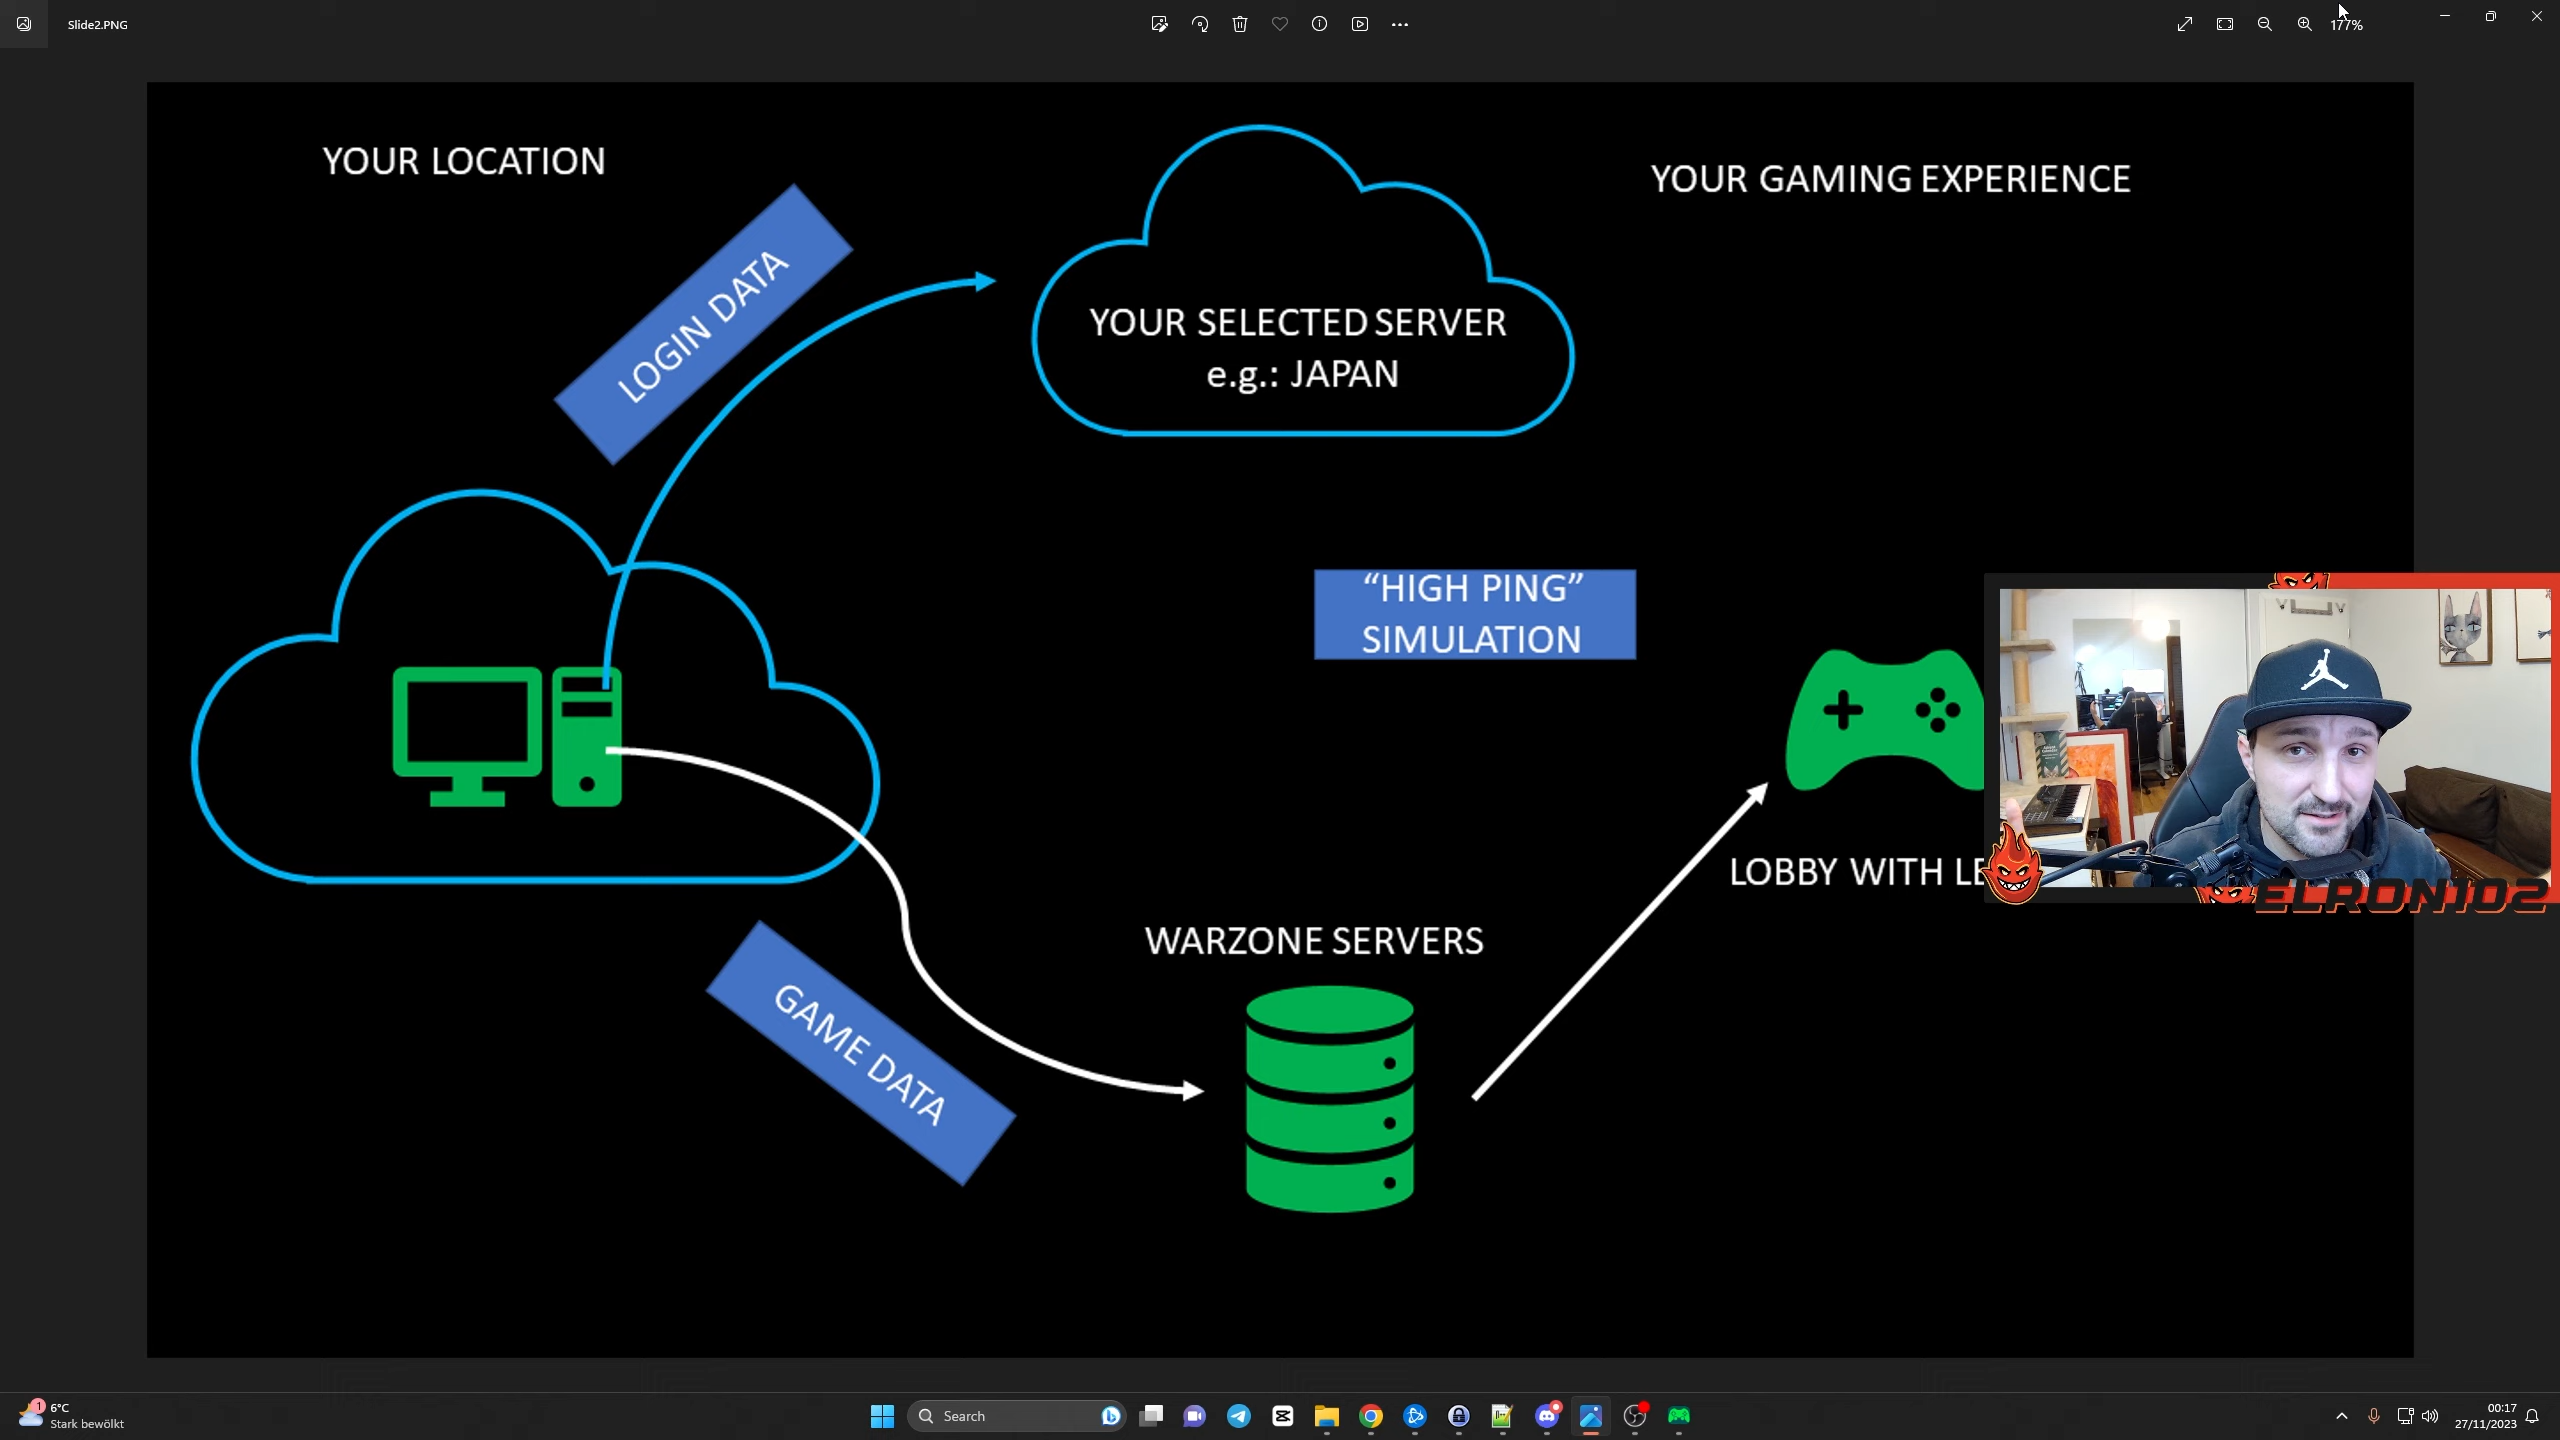 Slide2.PNG
177%
YOUR LOCATION
YOUR GAMING EXPERIENCE
LOGIN DATA
YOUR SELECTED SERVER
e.g.: JAPAN
“HIGH PING”
SIMULATION
LOBBY WITH LE
ELRON102
WARZONE SERVERS
GAME DATA
1
6°C
Stark bewölkt
Search
00:17
27/11/2023